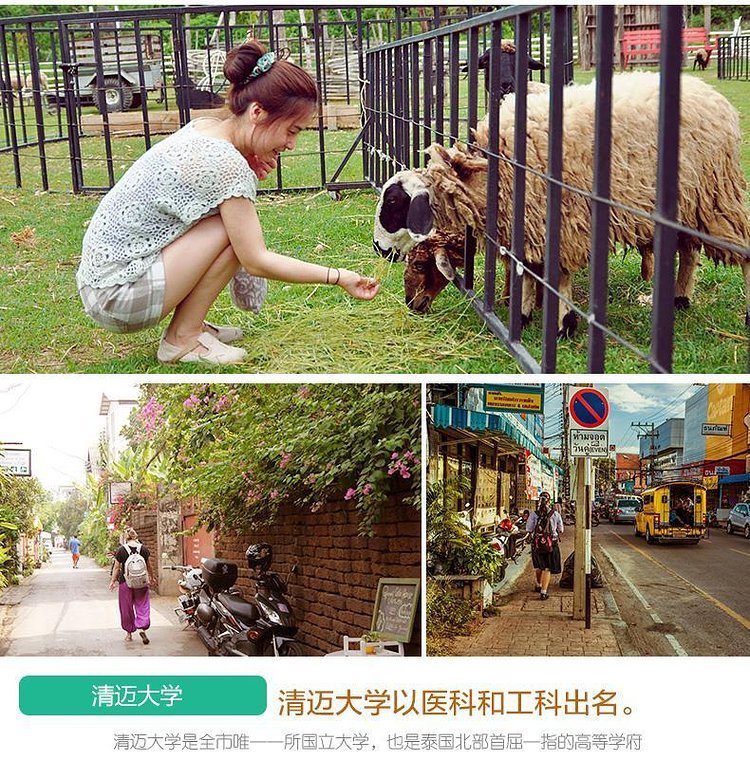 ห้ามจอด
วันคู่(EVEN)
清迈大学
清迈大学以医科和工科出名。
清迈大学是全市唯一一所国立大学，也是泰国北部首屈一指的高等学府